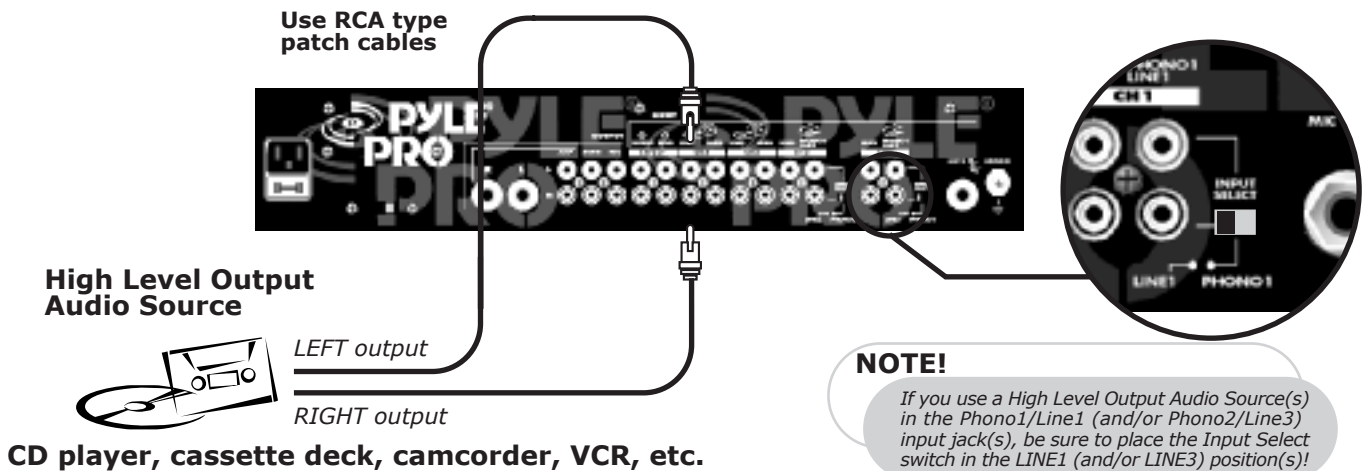 Use RCA type
patch cables
PYLE
PRO
PHONO1
LINE1
CH 1
MIC
INPUT
SELECT
LINE1 PHONO1
High Level Output
Audio Source
LEFT output
RIGHT output
CD player, cassette deck, camcorder, VCR, etc.
NOTE!
If you use a High Level Output Audio Source(s)
in the Phono1/Line1 (and/or Phono2/Line3)
input jack(s), be sure to place the Input Select
switch in the LINE1 (and/or LINE3) position(s)!